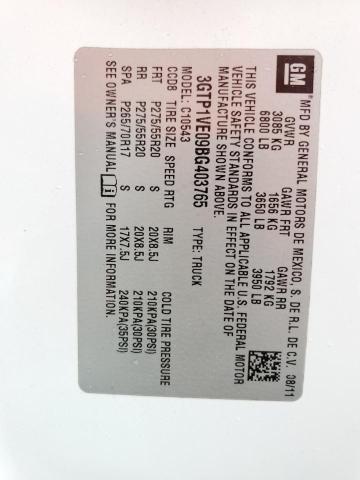 GM MFD BY GENERAL MOTORS DE MEXICO, S. DE R.L. DE C.V. 08/11
GVWR GAWR FRT GAWR RR
3085 KG 1656 KG 1792 KG
6800 LB 3650 LB 3950 LB
THIS VEHICLE CONFORMS TO ALL APPLICABLE U.S. FEDERAL MOTOR
VEHICLE SAFETY STANDARDS IN EFFECT ON THE DATE OF
MANUFACTURE SHOWN ABOVE.
3GTP1VE09BG403765 TYPE: TRUCK
MODEL: C10543
CCD8 TIRE SIZE SPEED RTG RIM COLD TIRE PRESSURE
FRT P275/55R20 S 20X8.5J 210KPA(30PSI)
RR P275/55R20 S 20X8.5J 210KPA(30PSI)
SPA P265/70R17 S 17X7.5J 240KPA(35PSI)
SEE OWNER'S MANUAL FOR MORE INFORMATION.